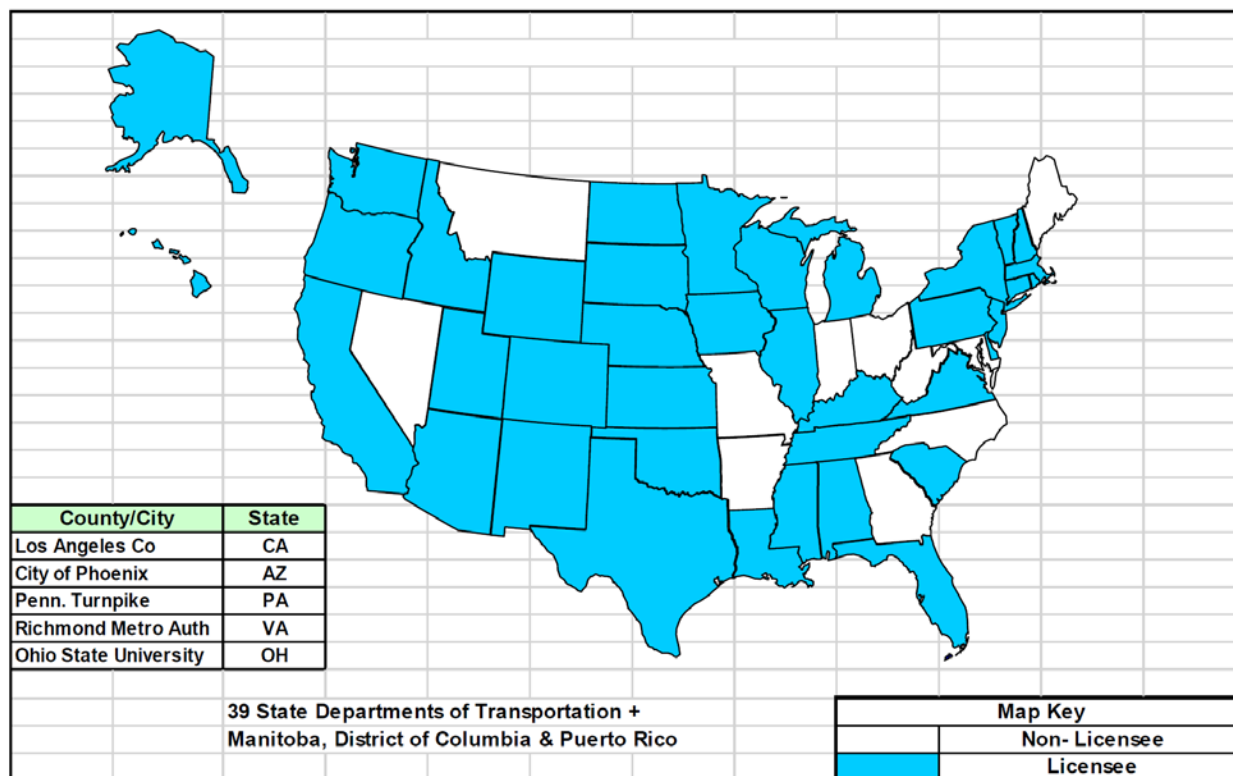 County/City State
Los Angeles Co CA
City of Phoenix AZ
Penn. Turnpike PA
Richmond Metro Auth VA
Ohio State University OH
39 State Departments of Transportation +
Manitoba, District of Columbia & Puerto Rico
Map Key
Non- Licensee
Licensee